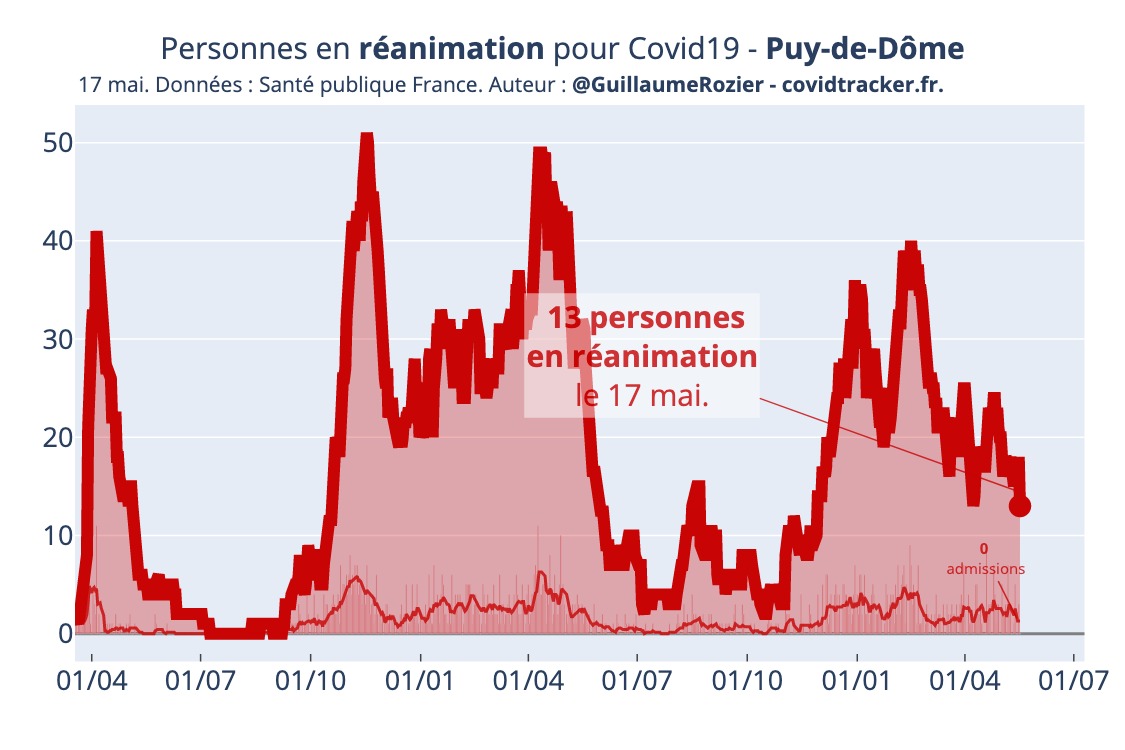 Personnes en réanimation pour Covid19 - Puy-de-Dôme
17 mai. Données : Santé publique France. Auteur : @GuillaumeRozier - covidtracker.fr.
50
40
30
20
10
0
13 personnes
en réanimation
le 17 mai.
0
admissions
01/04 01/07 01/10 01/01 01/04 01/07 01/10 01/01 01/04 01/07